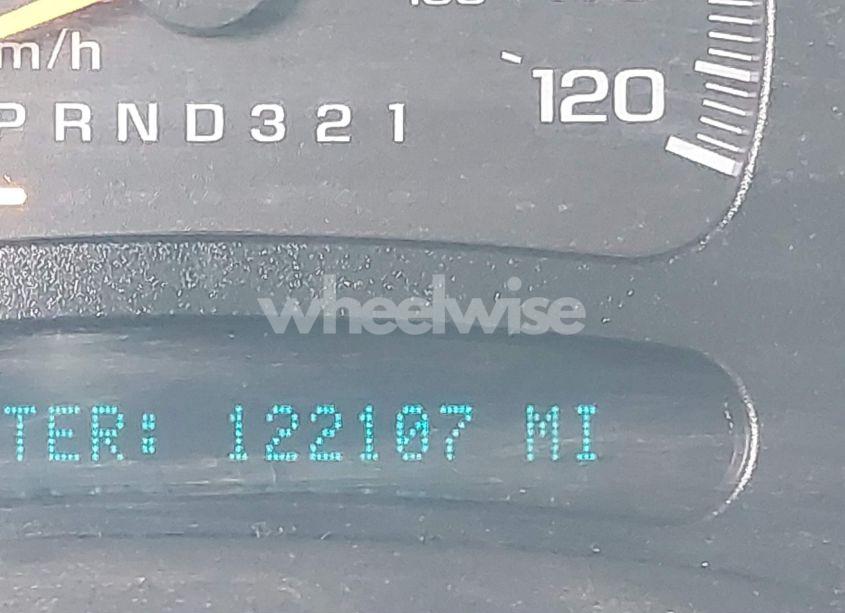 m/h
120
P R N D 3 2 1
wheelwise
TER: 122107 MI